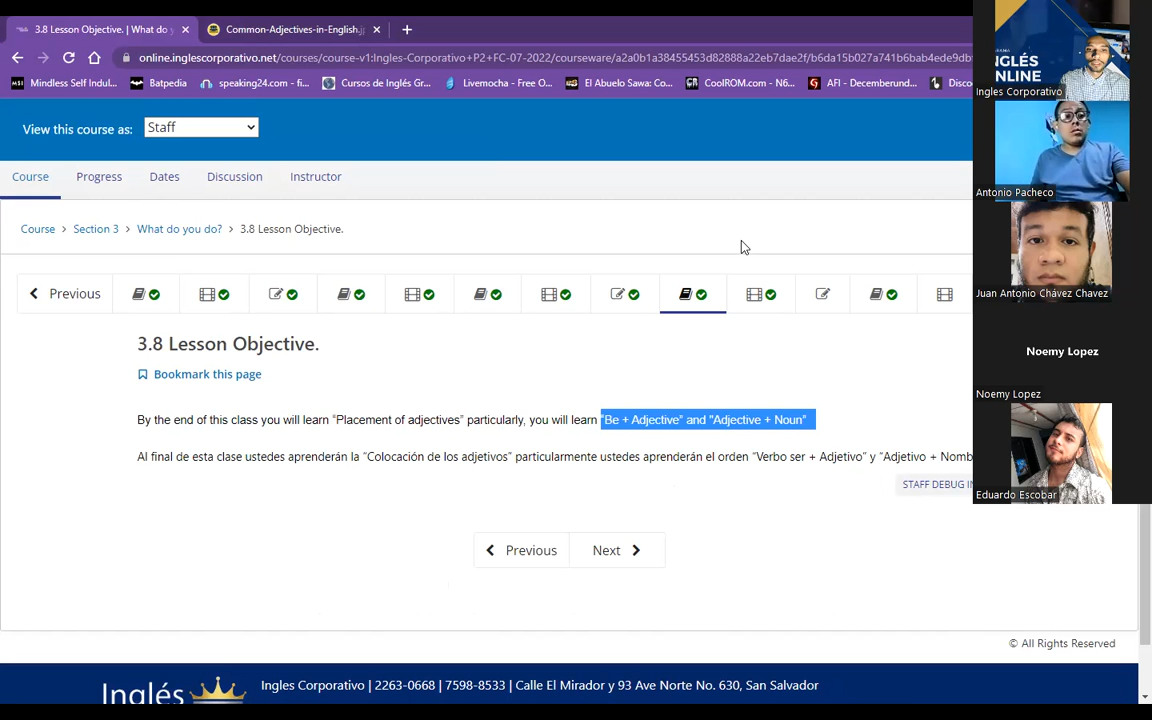 3.8 Lesson Objective. | What do y
Common-Adjectives-in-English.j
online.inglescorporativo.net/courses/course-v1:Ingles-Corporativo+P2+FC-07-2022/courseware/a2a0b1a38455453d82888a22eb7dae2f/b6da15b027a741b6bab4ede9db
Mindless Self Indul...
Batpedia
speaking24.com - fi...
Cursos de Inglés Gr...
Livemocha - Free O...
El Abuelo Sawa: Co...
CoolROM.com - N6...
AFI - Decemberund...
Disco
View this course as:
Staff
Course
Progress
Dates
Discussion
Instructor
Course > Section 3 > What do you do? > 3.8 Lesson Objective.
Previous
3.8 Lesson Objective.
Bookmark this page
By the end of this class you will learn “Placement of adjectives” particularly, you will learn “Be + Adjective” and "Adjective + Noun”
Al final de esta clase ustedes aprenderán la “Colocación de los adjetivos” particularmente ustedes aprenderán el orden “Verbo ser + Adjetivo” y “Adjetivo + Nomb
STAFF DEBUG IN
Previous
Next
© All Rights Reserved
Inglés
Ingles Corporativo | 2263-0668 | 7598-8533 | Calle El Mirador y 93 Ave Norte No. 630, San Salvador
INGLÉS
ONLINE
Ingles Corporativo
Antonio Pacheco
Juan Antonio Chávez Chavez
Noemy Lopez
Noemy Lopez
Eduardo Escobar